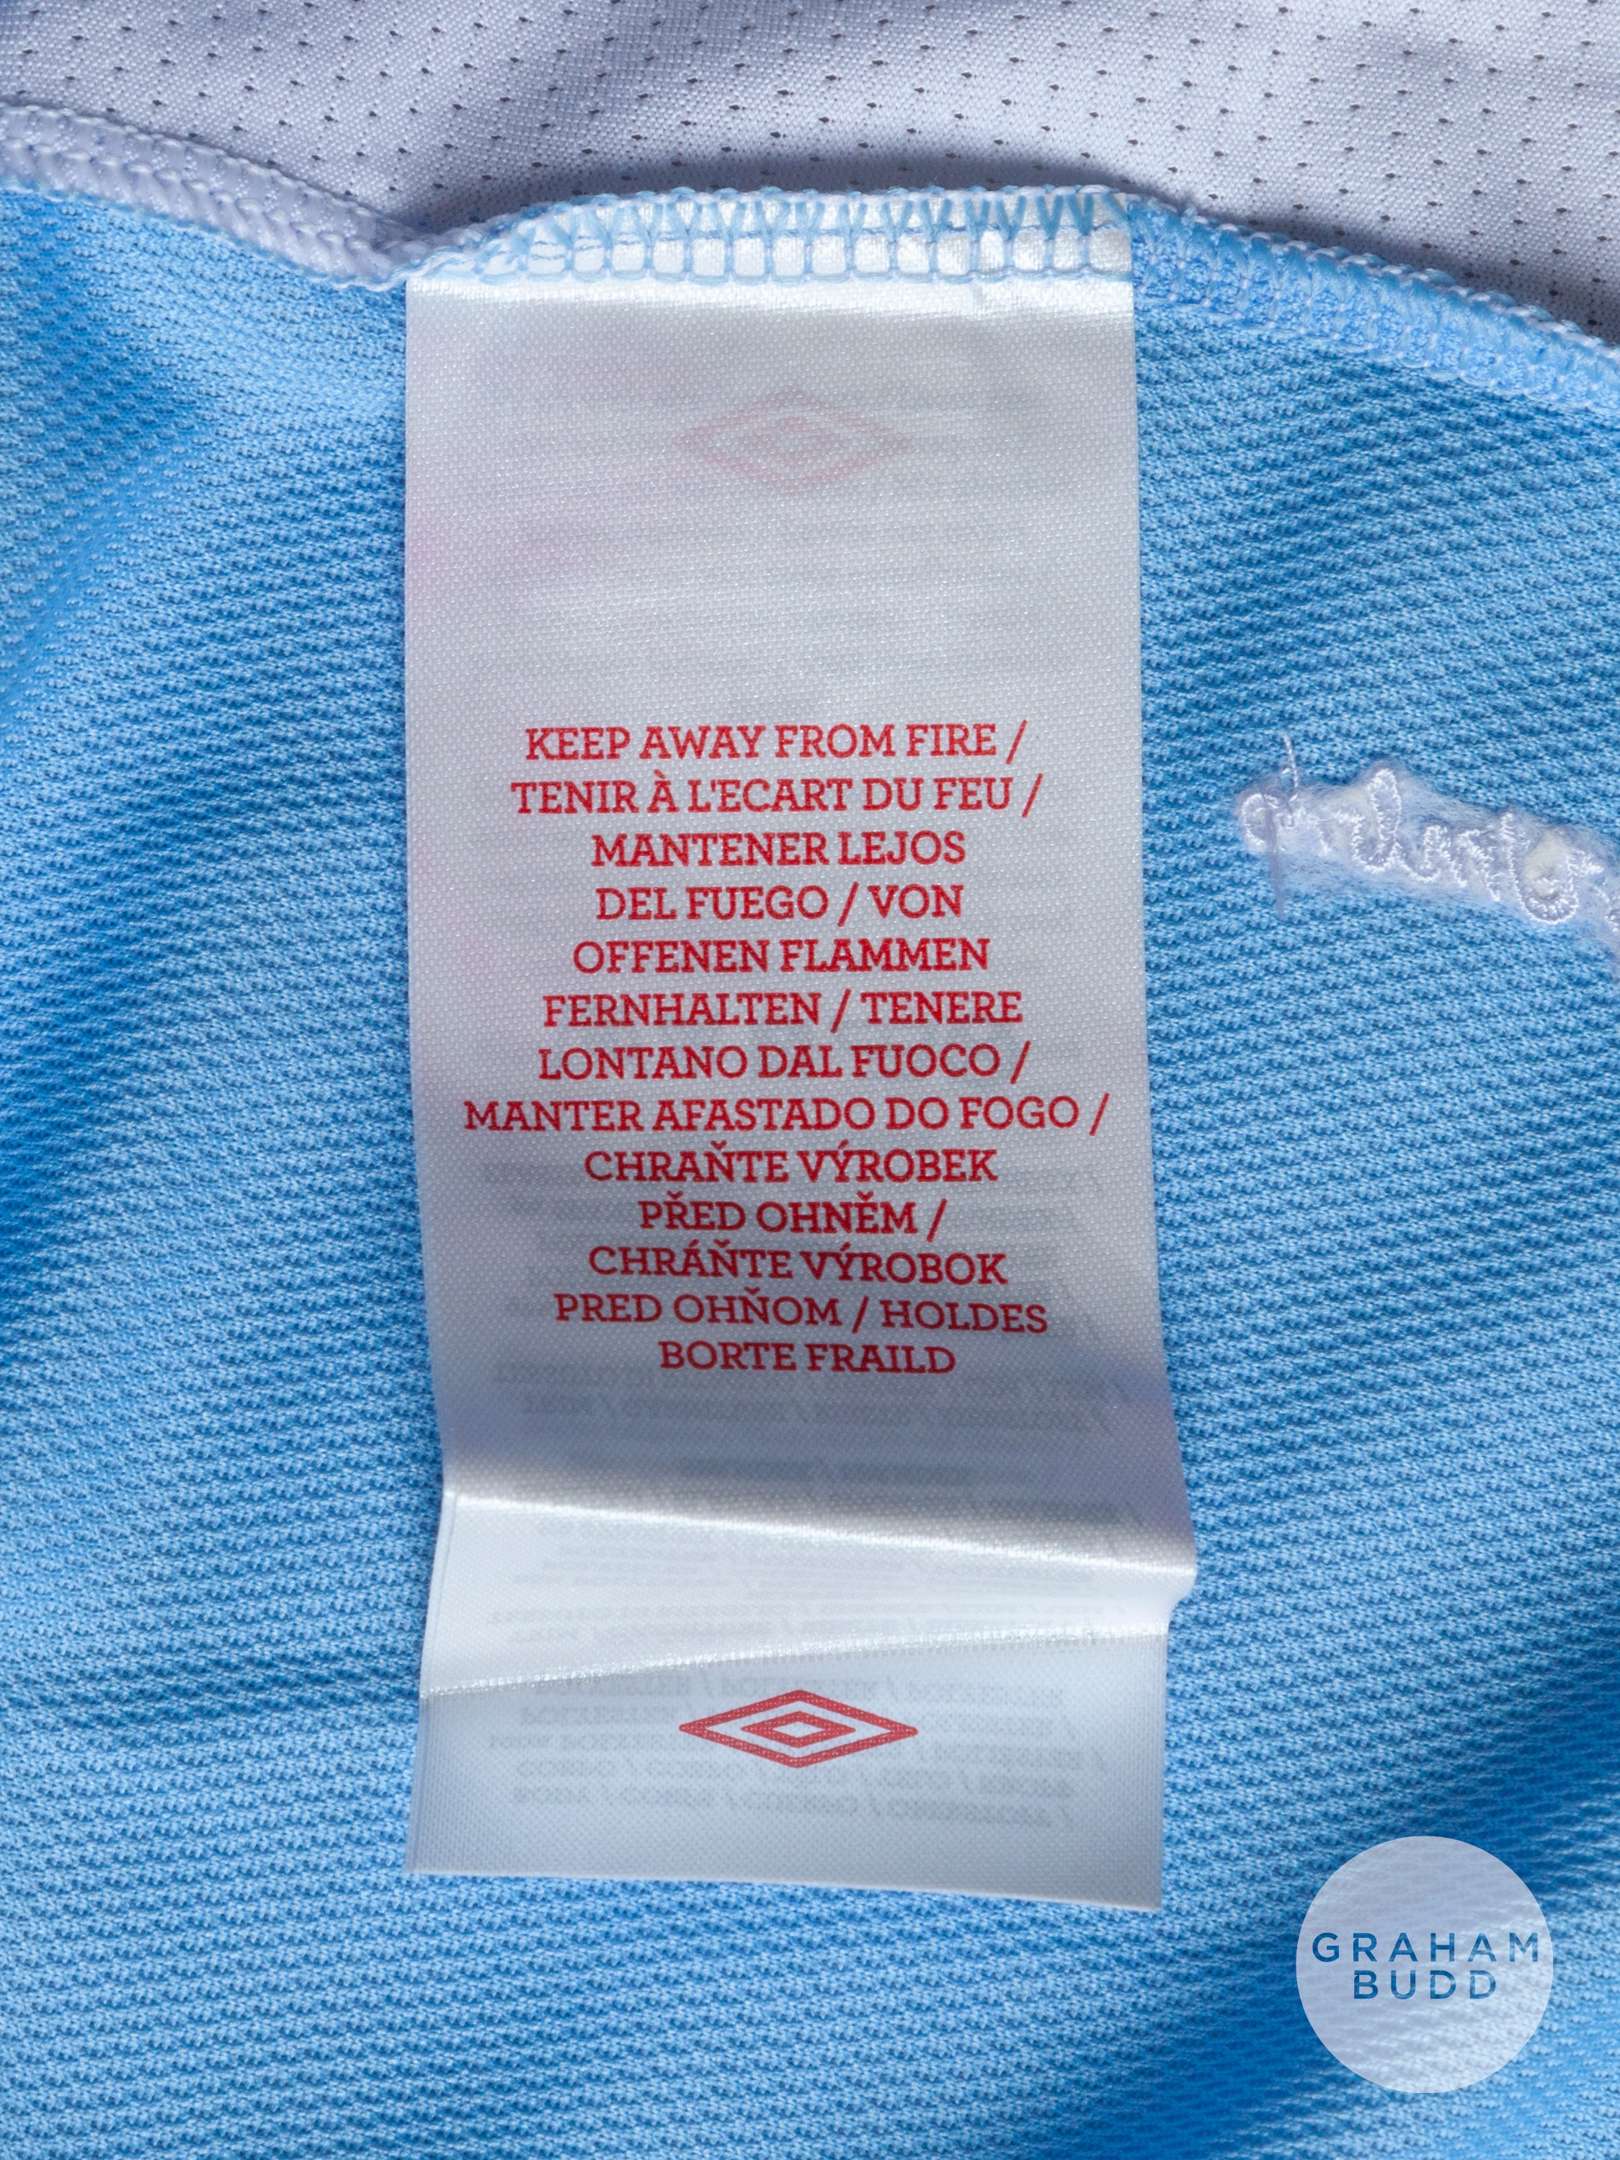 KEEP AWAY FROM FIRE /
TENIR À L'ECART DU FEU /
MANTENER LEJOS
DEL FUEGO / VON
OFFENEN FLAMMEN
FERNHALTEN / TENERE
LONTANO DAL FUOCO /
MANTER AFASTADO DO FOGO /
CHRAŇTE VÝROBEK
PŘED OHNĚM /
CHRÁŇTE VÝROBOK
PRED OHŇOM / HOLDES
BORTE FRAILD
GRAHAM
BUDD